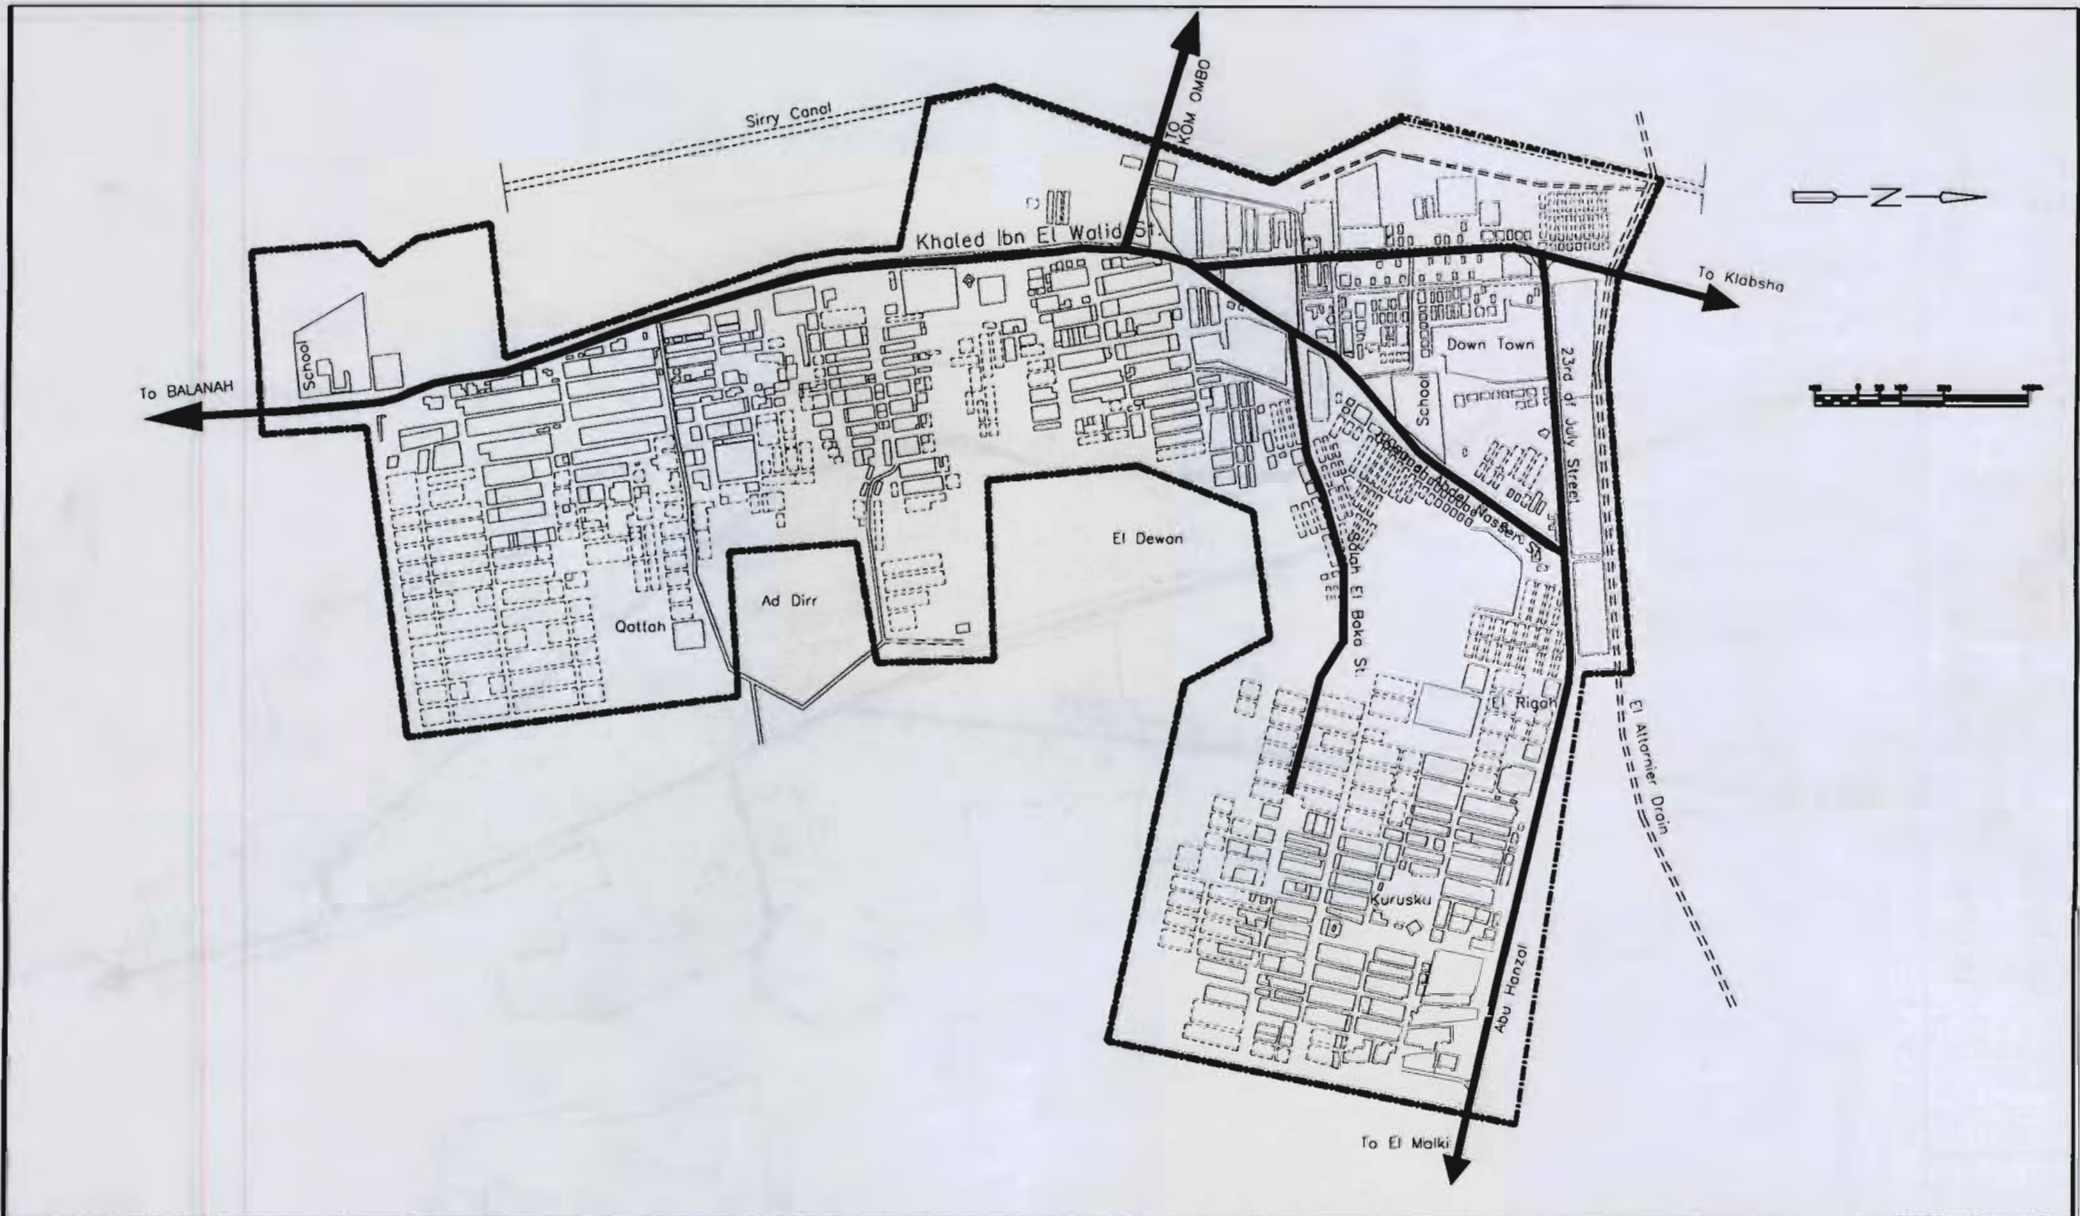 Sirry Canal
TO
KOM OMBO
Khaled Ibn El Walid St.
N
To Klabsha
School
To BALANAH
Down Town
School
23rd of July Street
Abdel Nasser St.
El Dewan
Salah El Baka St.
Ad Dirr
Qattah
El Rigah
El Attarnier Drain
Kurusku
Abu Hanzal
To El Malki